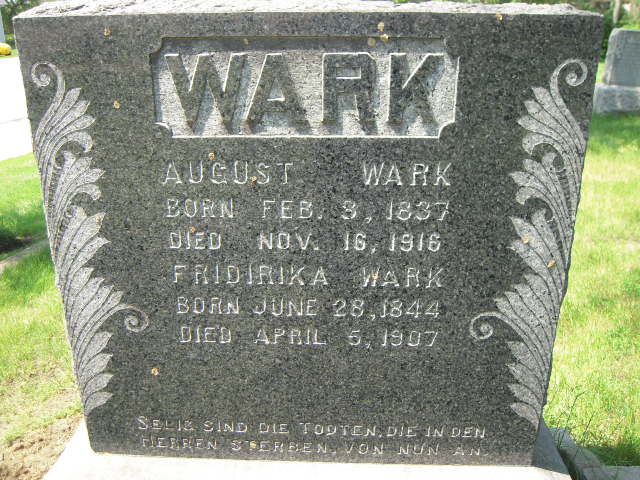 WARK
AUGUST WARK
BORN FEB. 3, 1837
DIED NOV. 16, 1916
FRIDIRIKA WARK
BORN JUNE 28, 1844
DIED APRIL 5, 1907
SELIG SIND DIE TODTEN, DIE IN DEN
HERREN STERBEN, VON NUN AN.